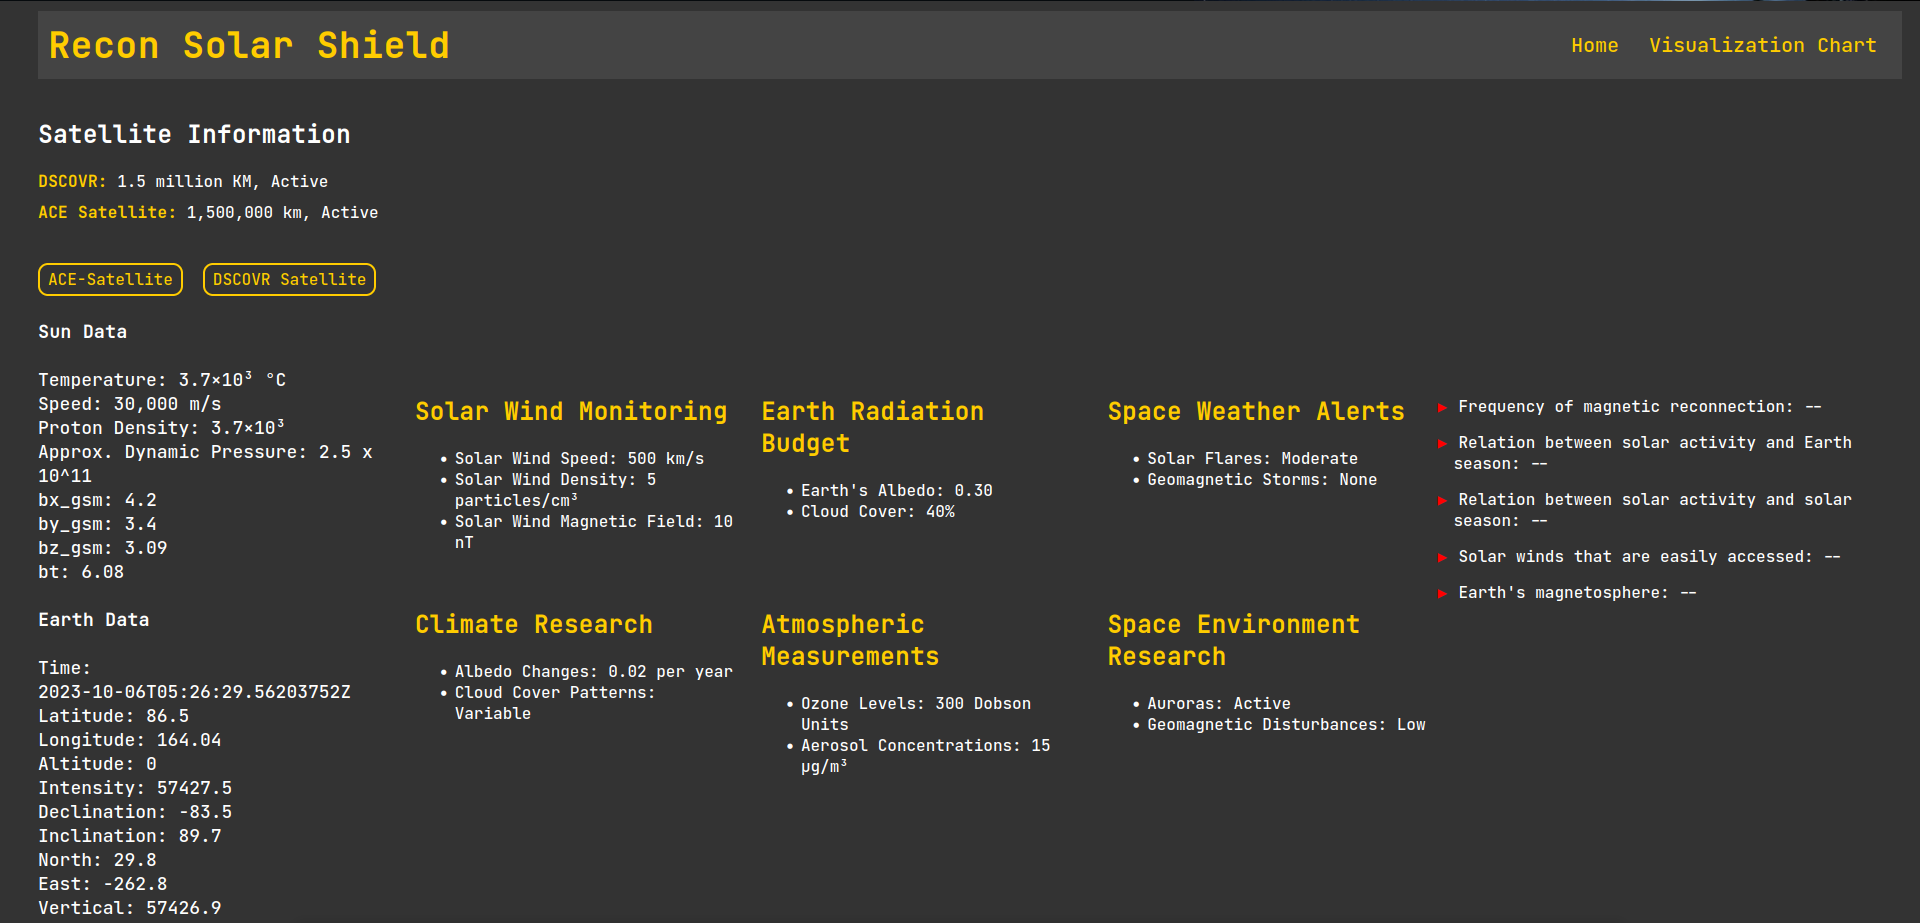 Recon Solar Shield
Home
Visualization Chart
Satellite Information
DSCOVR: 1.5 million KM, Active
ACE Satellite: 1,500,000 km, Active
ACE-Satellite
DSCOVR Satellite
Sun Data
Temperature: 3.7×10³ °C
Speed: 30,000 m/s
Proton Density: 3.7×10³
Approx. Dynamic Pressure: 2.5 x
10^11
bx_gsm: 4.2
by_gsm: 3.4
bz_gsm: 3.09
bt: 6.08
Earth Data
Time:
2023-10-06T05:26:29.56203752Z
Latitude: 86.5
Longitude: 164.04
Altitude: 0
Intensity: 57427.5
Declination: -83.5
Inclination: 89.7
North: 29.8
East: -262.8
Vertical: 57426.9
Solar Wind Monitoring
• Solar Wind Speed: 500 km/s
• Solar Wind Density: 5
particles/cm³
• Solar Wind Magnetic Field: 10
nT
Earth Radiation
Budget
• Earth's Albedo: 0.30
• Cloud Cover: 40%
Space Weather Alerts
• Solar Flares: Moderate
• Geomagnetic Storms: None
Climate Research
• Albedo Changes: 0.02 per year
• Cloud Cover Patterns:
Variable
Atmospheric
Measurements
• Ozone Levels: 300 Dobson
Units
• Aerosol Concentrations: 15
µg/m³
Space Environment
Research
• Auroras: Active
• Geomagnetic Disturbances: Low
▶ Frequency of magnetic reconnection: --
▶ Relation between solar activity and Earth
season: --
▶ Relation between solar activity and solar
season: --
▶ Solar winds that are easily accessed: --
▶ Earth's magnetosphere: --